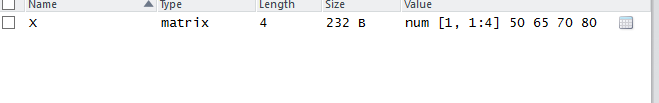 Name Type Length Size Value
X matrix 4 232 B num [1, 1:4] 50 65 70 80